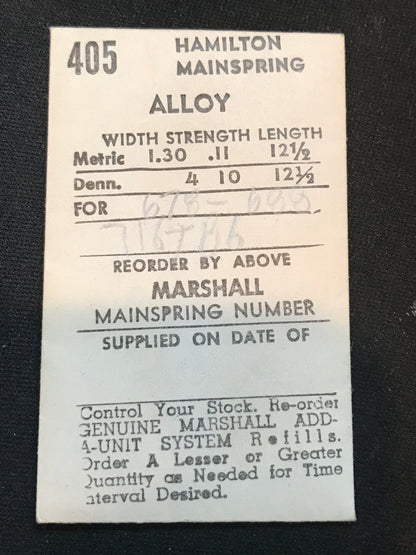 405 HAMILTON
MAINSPRING
ALLOY
WIDTH STRENGTH LENGTH
Metric 1.30 .11 12½
Denn. 4 10 12½
FOR 678-
REORDER BY ABOVE
MARSHALL
MAINSPRING NUMBER
SUPPLIED ON DATE OF
Control Your Stock. Re-order
GENUINE MARSHALL ADD-
A-UNIT SYSTEM Refills.
Order A Lesser or Greater
Quantity as Needed for Time
Interval Desired.